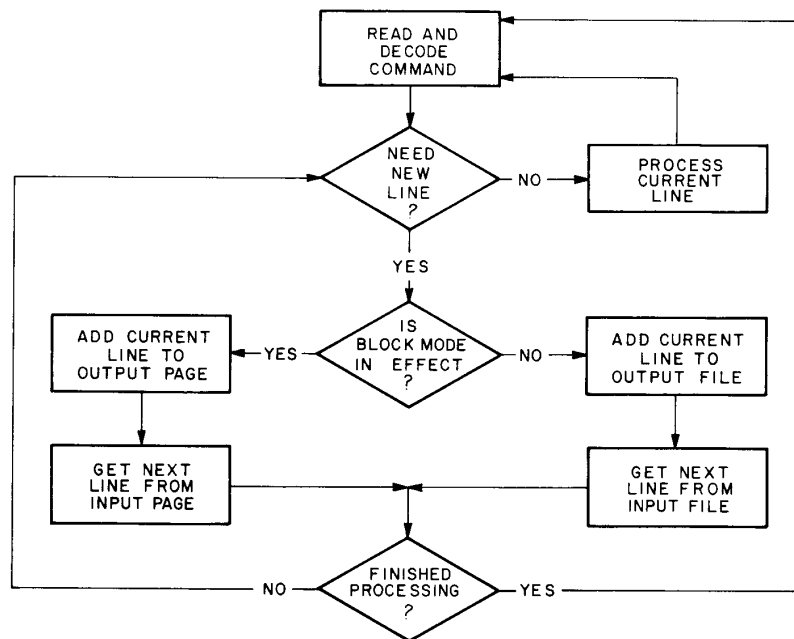 READ AND
DECODE
COMMAND
NEED
NEW
LINE
?
NO
PROCESS
CURRENT
LINE
YES
IS
BLOCK MODE
IN EFFECT
?
YES
ADD CURRENT
LINE TO
OUTPUT PAGE
NO
ADD CURRENT
LINE TO
OUTPUT FILE
GET NEXT
LINE FROM
INPUT PAGE
GET NEXT
LINE FROM
INPUT FILE
FINISHED
PROCESSING
?
NO
YES